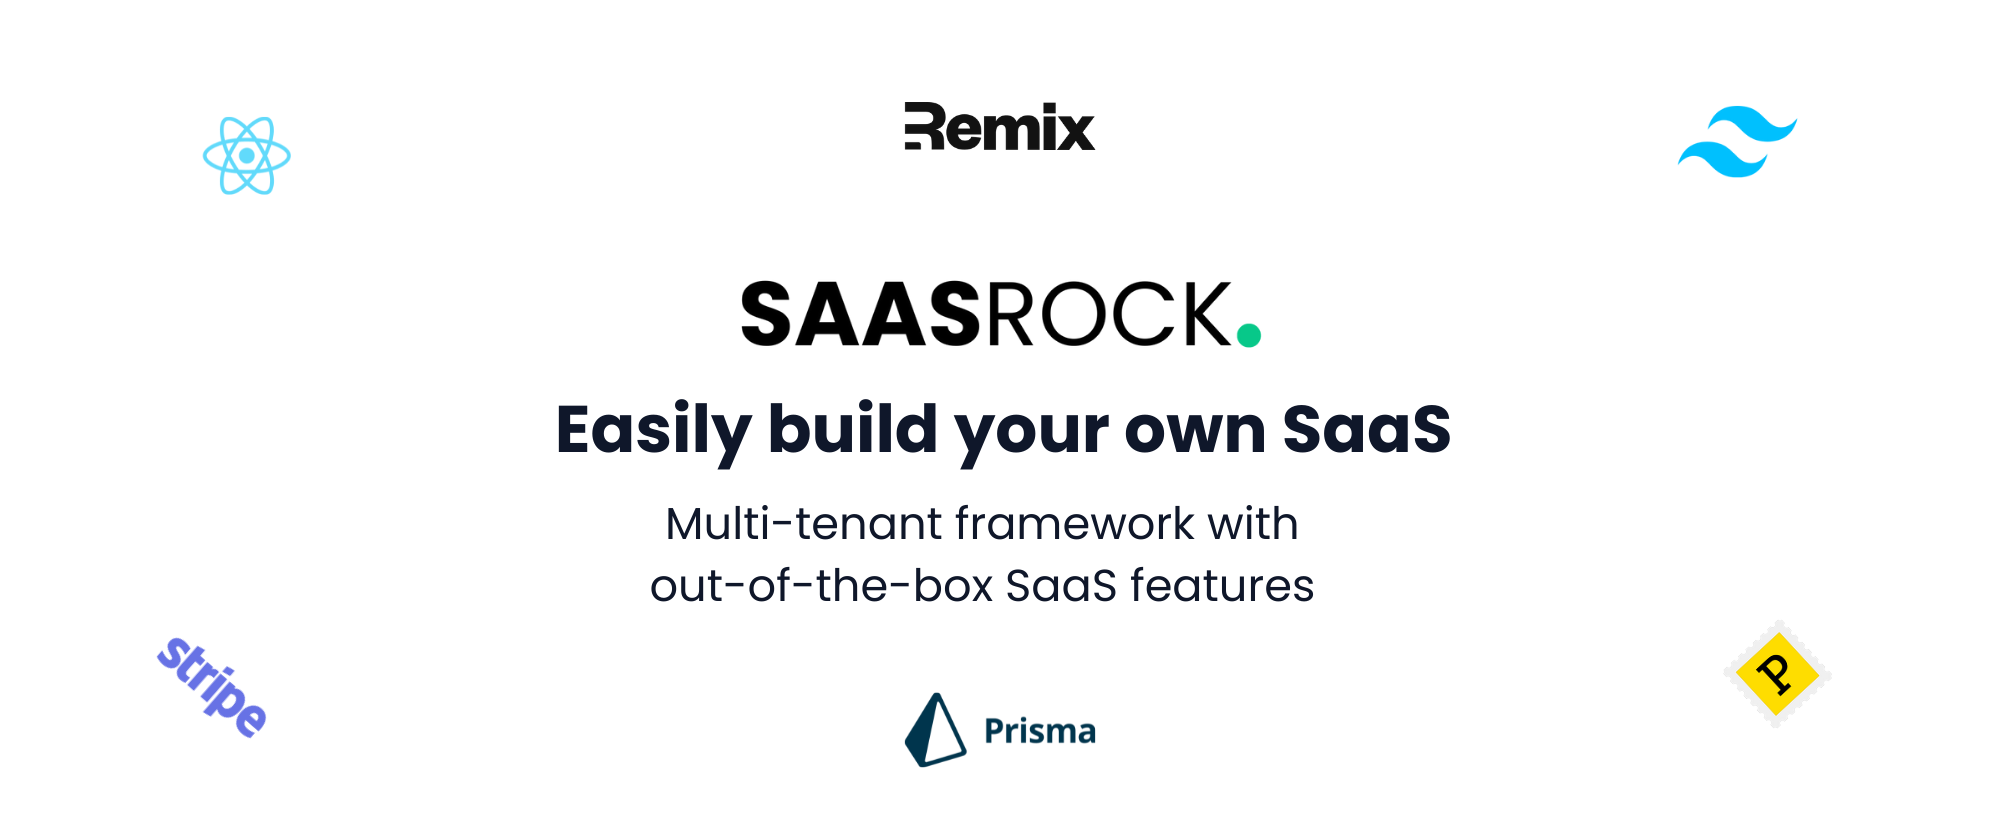 Remix
SAASROCK.
Easily build your own SaaS
Multi-tenant framework with
out-of-the-box SaaS features
stripe
P
Prisma